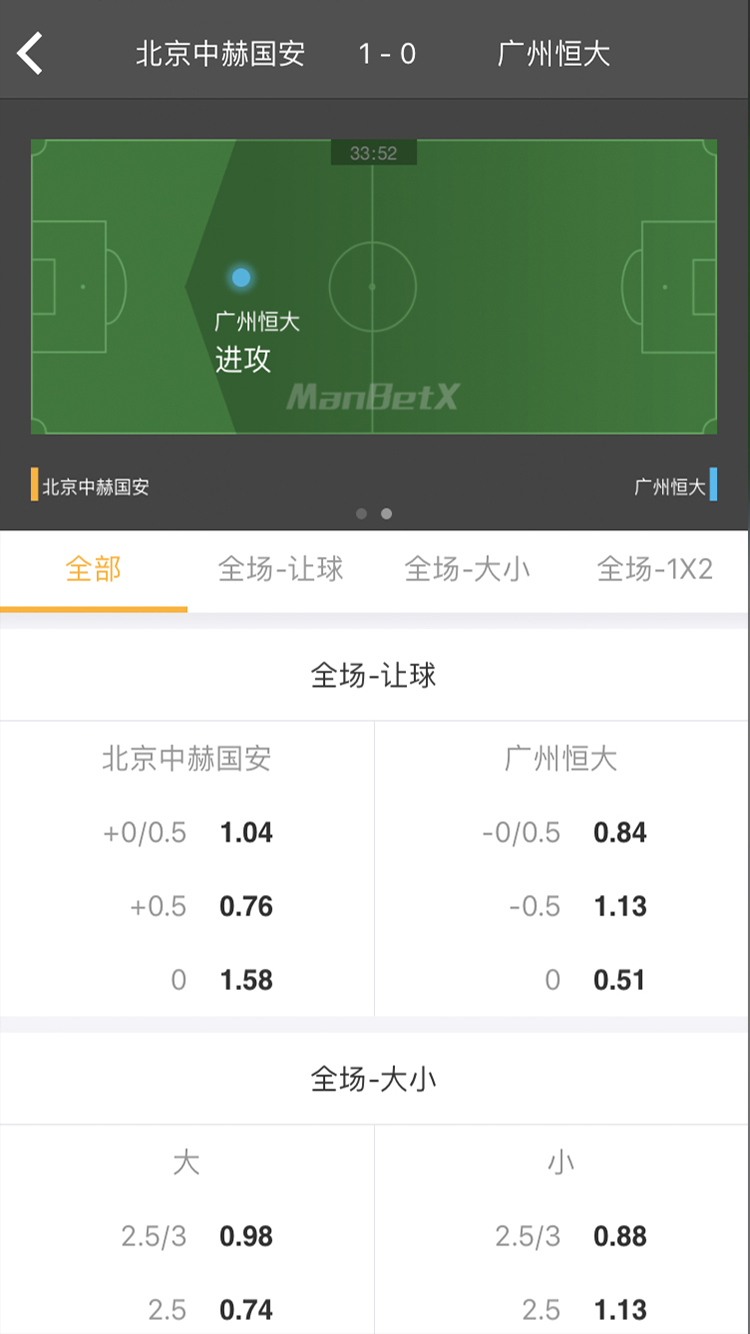 北京中赫国安 1 - 0 广州恒大
33:52
广州恒大
进攻
ManBetX
北京中赫国安 广州恒大
全部 全场-让球 全场-大小 全场-1X2
全场-让球
北京中赫国安 广州恒大
+0/0.5 1.04 -0/0.5 0.84
+0.5 0.76 -0.5 1.13
0 1.58 0 0.51
全场-大小
大 小
2.5/3 0.98 2.5/3 0.88
2.5 0.74 2.5 1.13